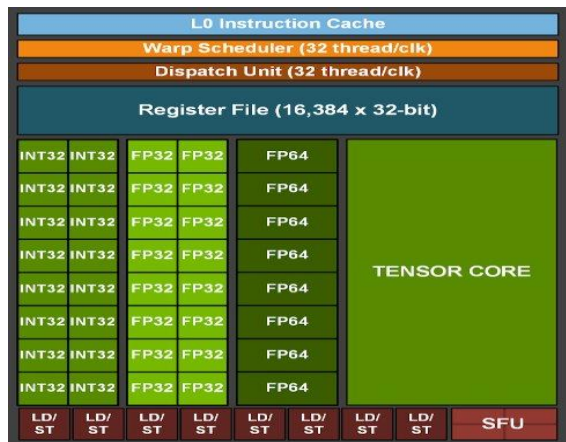 L0 Instruction Cache
Warp Scheduler (32 thread/clk)
Dispatch Unit (32 thread/clk)
Register File (16,384 x 32-bit)
INT32 INT32 FP32 FP32 FP64
INT32 INT32 FP32 FP32 FP64
INT32 INT32 FP32 FP32 FP64
INT32 INT32 FP32 FP32 FP64
TENSOR CORE
INT32 INT32 FP32 FP32 FP64
INT32 INT32 FP32 FP32 FP64
INT32 INT32 FP32 FP32 FP64
INT32 INT32 FP32 FP32 FP64
LD/ LD/ LD/ LD/ LD/ LD/ LD/ LD/ SFU
ST ST ST ST ST ST ST ST